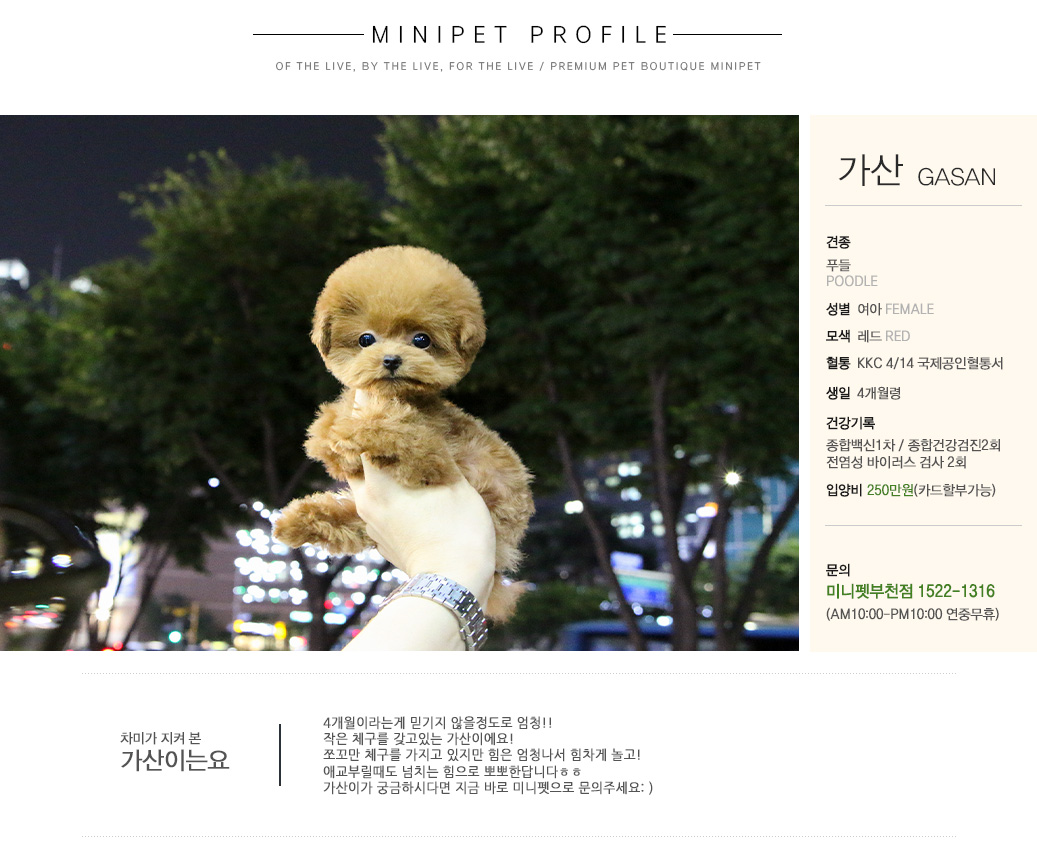 MINIPET PROFILE
OF THE LIVE, BY THE LIVE, FOR THE LIVE / PREMIUM PET BOUTIQUE MINIPET
가산 GASAN
견종
푸들
POODLE
성별 여아 FEMALE
모색 레드 RED
혈통 KKC 4/14 국제공인혈통서
생일 4개월령
건강기록
종합백신1차 / 종합건강검진2회
전염성 바이러스 검사 2회
입양비 250만원(카드할부가능)
문의
미니펫부천점 1522-1316
(AM10:00-PM10:00 연중무휴)
차미가 지켜 본
가산이는요
4개월이라는게 믿기지 않을정도로 엄청!!
작은 체구를 갖고있는 가산이에요!
쪼꼬만 체구를 가지고 있지만 힘은 엄청나서 힘차게 놀고!
애교부릴때도 넘치는 힘으로 뽀뽀한답니다ㅎㅎ
가산이가 궁금하시다면 지금 바로 미니펫으로 문의주세요: )